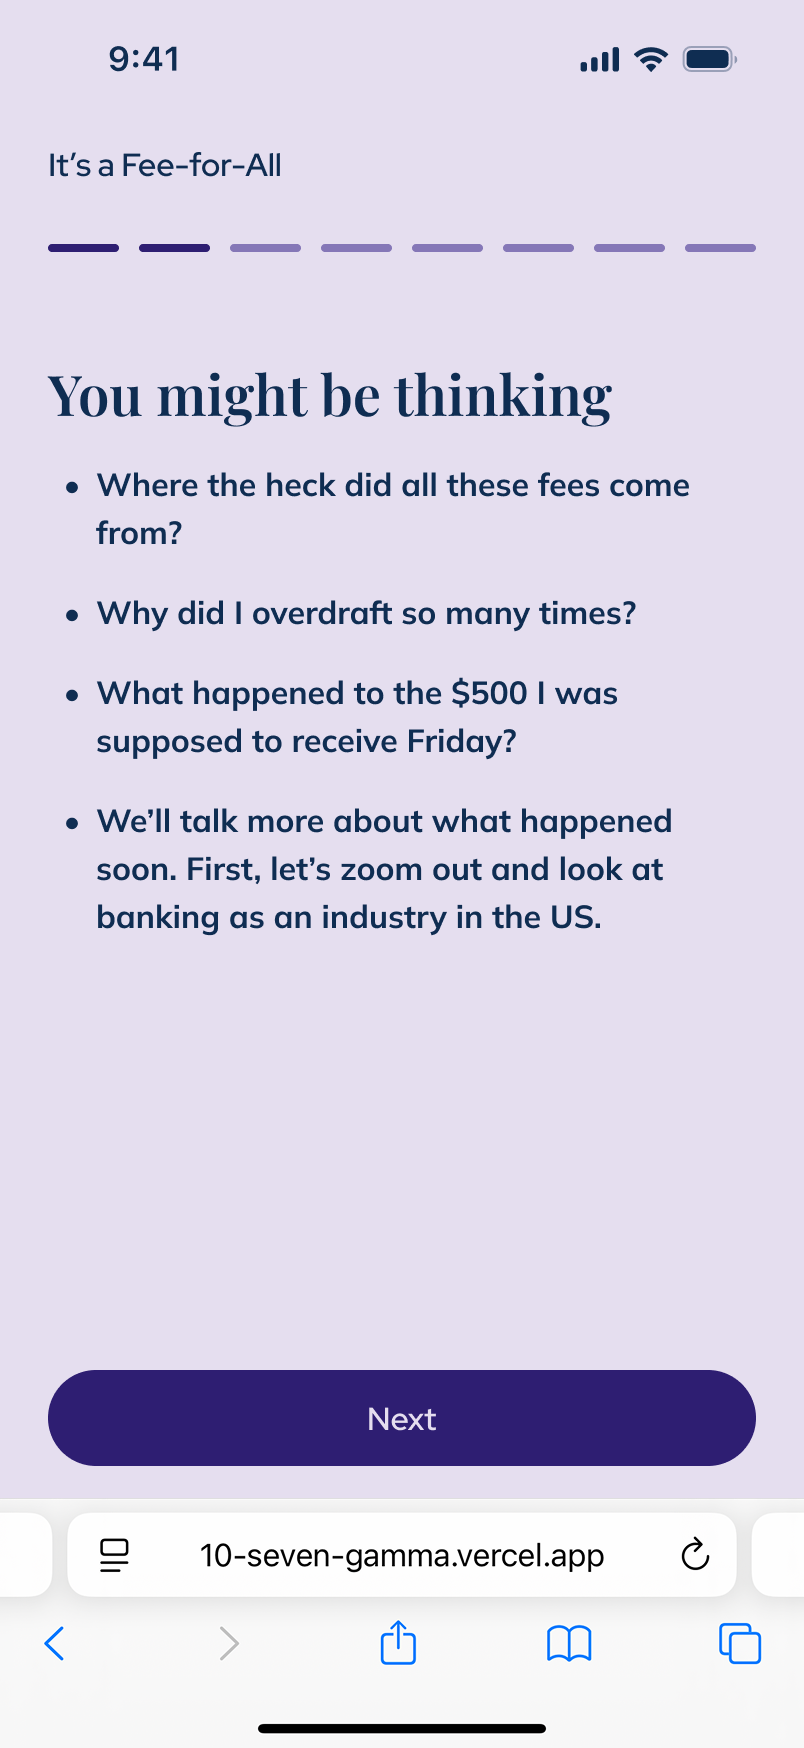 9:41
It’s a Fee-for-All
You might be thinking
• Where the heck did all these fees come
from?
• Why did I overdraft so many times?
• What happened to the $500 I was
supposed to receive Friday?
• We’ll talk more about what happened
soon. First, let’s zoom out and look at
banking as an industry in the US.
Next
10-seven-gamma.vercel.app